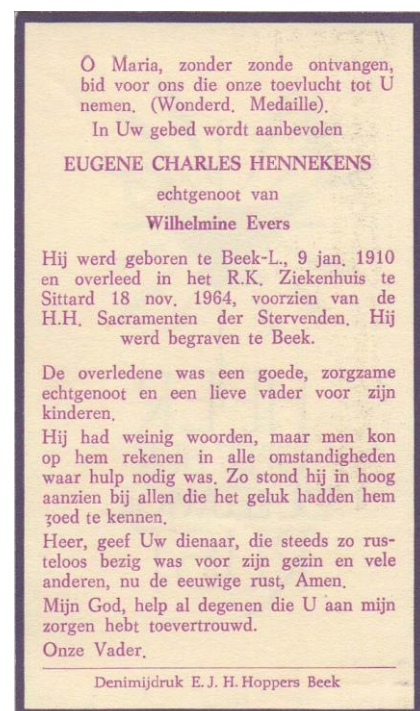 O Maria, zonder zonde ontvangen,
bid voor ons die onze toevlucht tot U
nemen. (Wonderd. Medaille).
In Uw gebed wordt aanbevolen
EUGENE CHARLES HENNEKENS
echtgenoot van
Wilhelmine Evers
Hij werd geboren te Beek-L., 9 jan. 1910
en overleed in het R.K. Ziekenhuis te
Sittard 18 nov. 1964, voorzien van de
H.H. Sacramenten der Stervenden. Hij
werd begraven te Beek.
De overledene was een goede, zorgzame
echtgenoot en een lieve vader voor zijn
kinderen.
Hij had weinig woorden, maar men kon
op hem rekenen in alle omstandigheden
waar hulp nodig was. Zo stond hij in hoog
aanzien bij allen die het geluk hadden hem
goed te kennen.
Heer, geef Uw dienaar, die steeds zo rus-
teloos bezig was voor zijn gezin en vele
anderen, nu de eeuwige rust, Amen.
Mijn God, help al degenen die U aan mijn
zorgen hebt toevertrouwd.
Onze Vader.
Denimijdruk E. J. H. Hoppers Beek